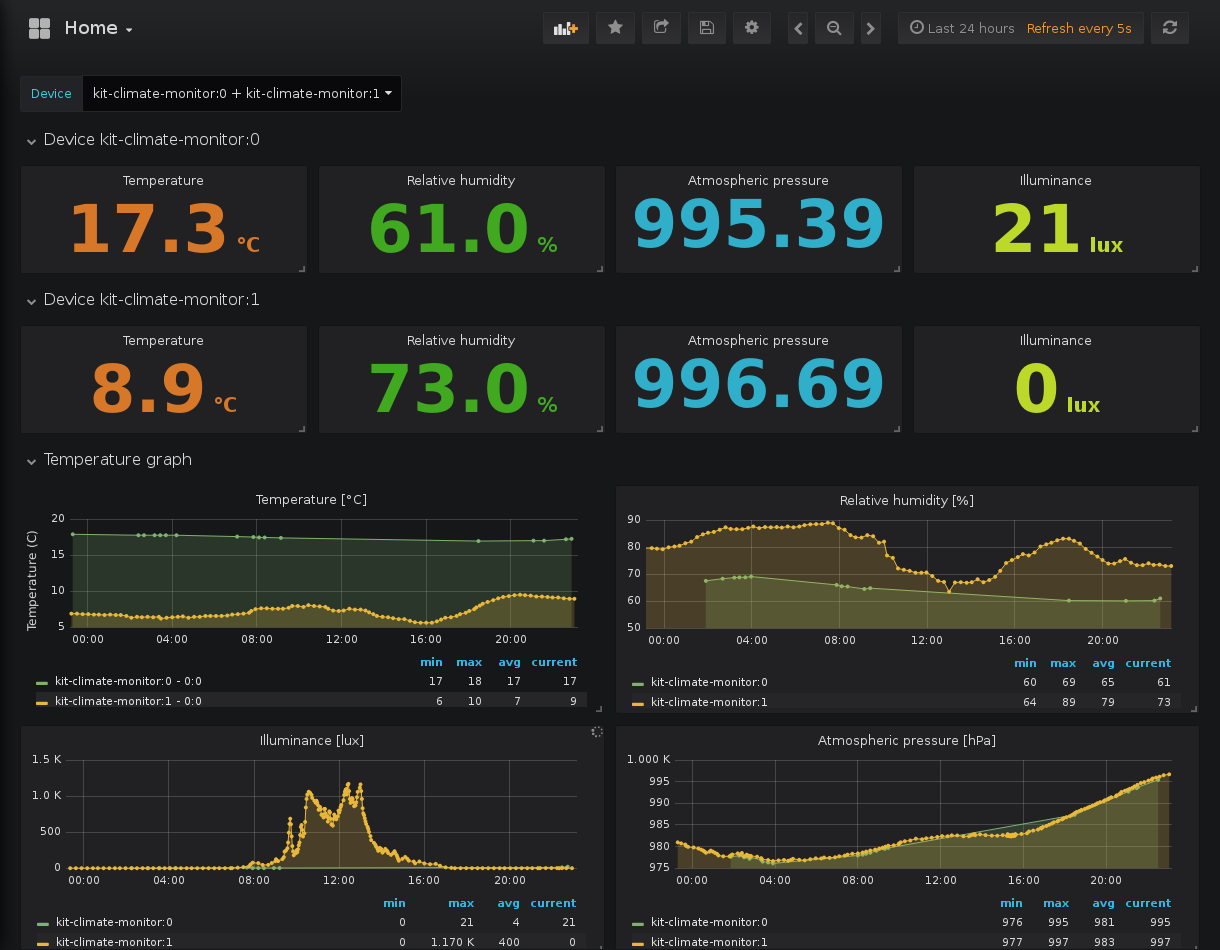 Home
Last 24 hours Refresh every 5s
Device kit-climate-monitor:0 + kit-climate-monitor:1
Device kit-climate-monitor:0
Temperature Relative humidity Atmospheric pressure Illuminance
17.3 °C 61.0 % 995.39 21 lux
Device kit-climate-monitor:1
Temperature Relative humidity Atmospheric pressure Illuminance
8.9 °C 73.0 % 996.69 0 lux
Temperature graph
Temperature [°C]
Temperature (C)
20
15
10
5
00:00 04:00 08:00 12:00 16:00 20:00
min max avg current
kit-climate-monitor:0 - 0:0 17 18 17 17
kit-climate-monitor:1 - 0:0 6 10 7 9
Relative humidity [%]
90
80
70
60
50
00:00 04:00 08:00 12:00 16:00 20:00
min max avg current
kit-climate-monitor:0 60 69 65 61
kit-climate-monitor:1 64 89 79 73
Illuminance [lux]
1.5 K
1.0 K
500
0
00:00 04:00 08:00 12:00 16:00 20:00
min max avg current
kit-climate-monitor:0 0 21 4 21
kit-climate-monitor:1 0 1.170 K 400 0
Atmospheric pressure [hPa]
1.000 K
995
990
985
980
975
00:00 04:00 08:00 12:00 16:00 20:00
min max avg current
kit-climate-monitor:0 976 995 981 995
kit-climate-monitor:1 977 997 983 997